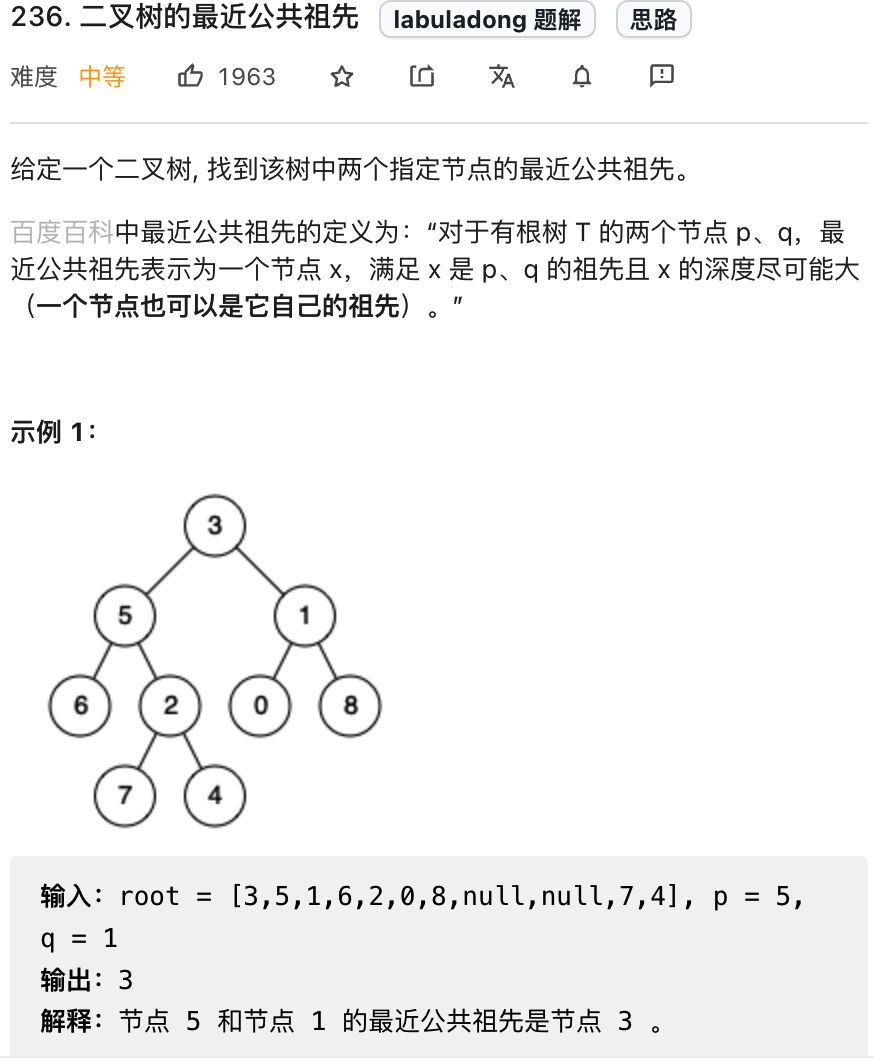 236. 二叉树的最近公共祖先 labuladong 题解 思路
难度 中等 1963
给定一个二叉树, 找到该树中两个指定节点的最近公共祖先。
百度百科中最近公共祖先的定义为：“对于有根树 T 的两个节点 p、q，最
近公共祖先表示为一个节点 x，满足 x 是 p、q 的祖先且 x 的深度尽可能大
（一个节点也可以是它自己的祖先）。”
示例 1：
3
5 1
6 2 0 8
7 4
输入：root = [3,5,1,6,2,0,8,null,null,7,4], p = 5,
q = 1
输出：3
解释：节点 5 和节点 1 的最近公共祖先是节点 3 。